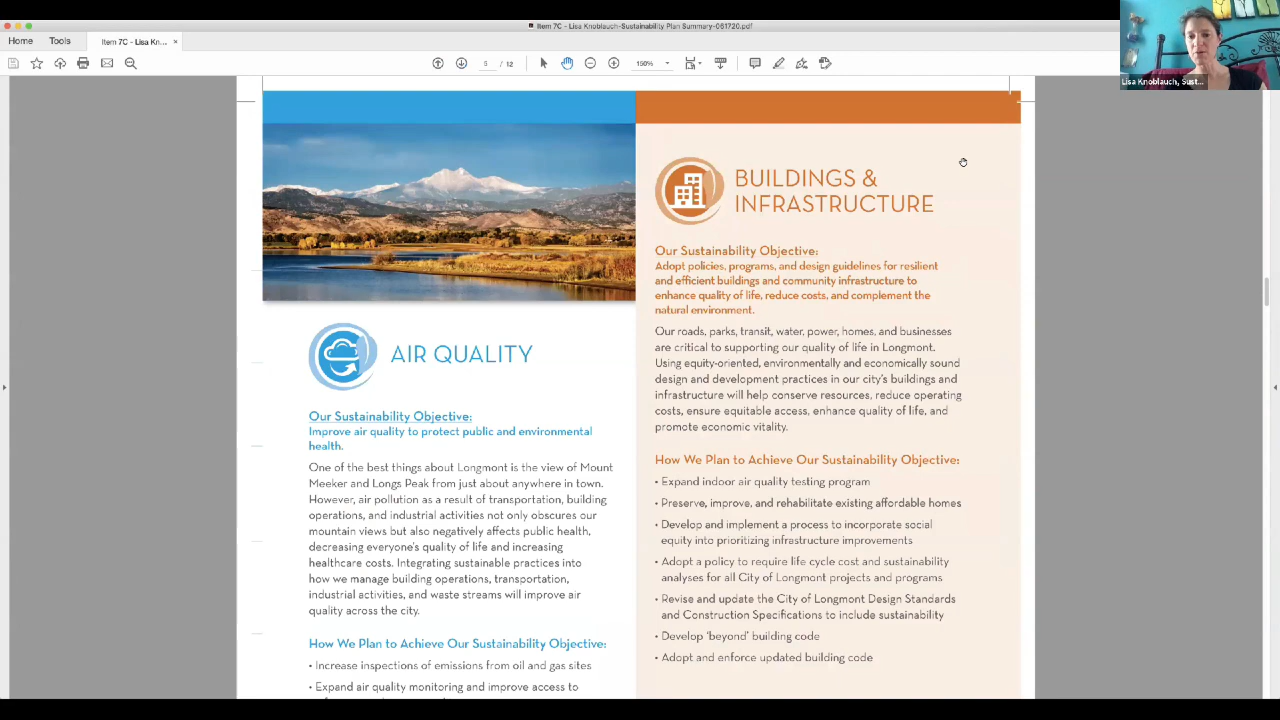 Item 7C - Lisa Knoblauch-Sustainability Plan Summary-061720.pdf
Home
Tools
Item 7C - Lisa Kn...
×
5 / 12
150%
Lisa Knoblauch, Sust...
AIR QUALITY
Our Sustainability Objective:
Improve air quality to protect public and environmental
health.
One of the best things about Longmont is the view of Mount
Meeker and Longs Peak from just about anywhere in town.
However, air pollution as a result of transportation, building
operations, and industrial activities not only obscures our
mountain views but also negatively affects public health,
decreasing everyone's quality of life and increasing
healthcare costs. Integrating sustainable practices into
how we manage building operations, transportation,
industrial activities, and waste streams will improve air
quality across the city.
How We Plan to Achieve Our Sustainability Objective:
• Increase inspections of emissions from oil and gas sites
• Expand air quality monitoring and improve access to
BUILDINGS &
INFRASTRUCTURE
Our Sustainability Objective:
Adopt policies, programs, and design guidelines for resilient
and efficient buildings and community infrastructure to
enhance quality of life, reduce costs, and complement the
natural environment.
Our roads, parks, transit, water, power, homes, and businesses
are critical to supporting our quality of life in Longmont.
Using equity-oriented, environmentally and economically sound
design and development practices in our city's buildings and
infrastructure will help conserve resources, reduce operating
costs, ensure equitable access, enhance quality of life, and
promote economic vitality.
How We Plan to Achieve Our Sustainability Objective:
• Expand indoor air quality testing program
• Preserve, improve, and rehabilitate existing affordable homes
• Develop and implement a process to incorporate social
equity into prioritizing infrastructure improvements
• Adopt a policy to require life cycle cost and sustainability
analyses for all City of Longmont projects and programs
• Revise and update the City of Longmont Design Standards
and Construction Specifications to include sustainability
• Develop 'beyond' building code
• Adopt and enforce updated building code